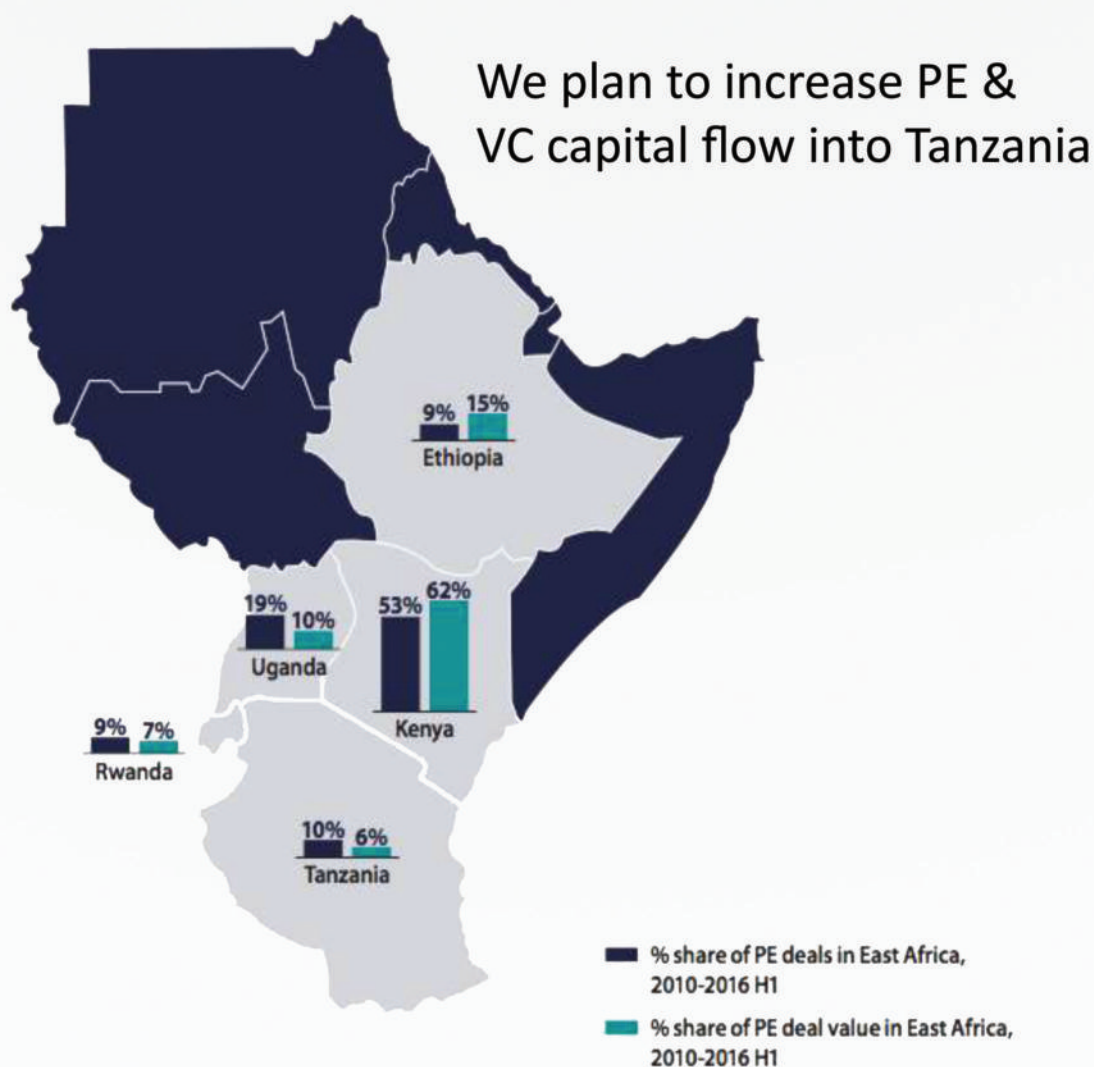 We plan to increase PE &
VC capital flow into Tanzania
9% 15%
Ethiopia
19% 10%
Uganda
53% 62%
Kenya
9% 7%
Rwanda
10% 6%
Tanzania
% share of PE deals in East Africa,
2010-2016 H1
% share of PE deal value in East Africa,
2010-2016 H1